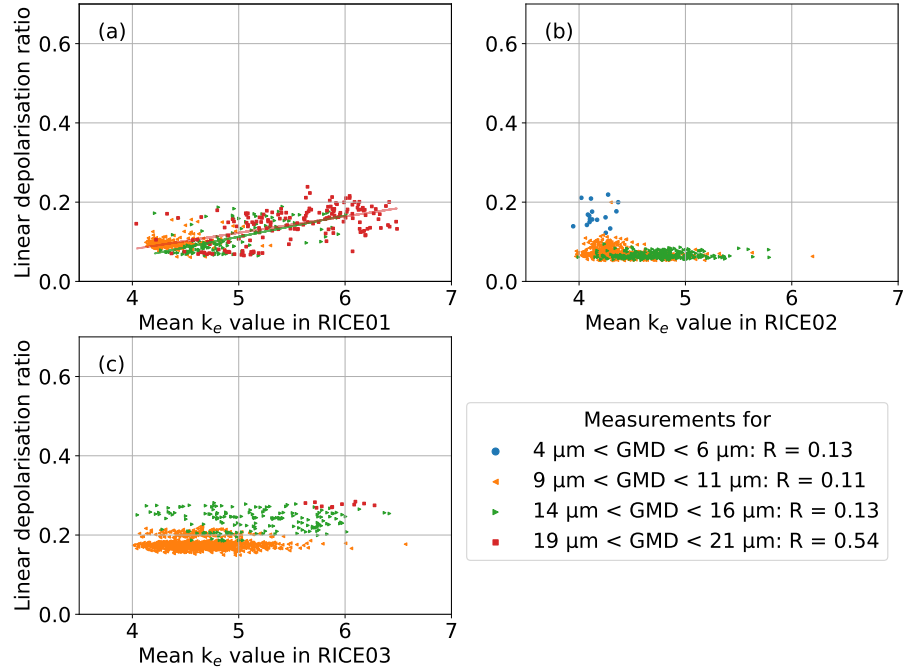 (a)
Linear depolarisation ratio
0.6
0.4
0.2
0.0
4 5 6 7
Mean kₑ value in RICE01
(b)
0.6
0.4
0.2
0.0
4 5 6 7
Mean kₑ value in RICE02
(c)
Linear depolarisation ratio
0.6
0.4
0.2
0.0
4 5 6 7
Mean kₑ value in RICE03
Measurements for
4 μm < GMD < 6 μm: R = 0.13
9 μm < GMD < 11 μm: R = 0.11
14 μm < GMD < 16 μm: R = 0.13
19 μm < GMD < 21 μm: R = 0.54